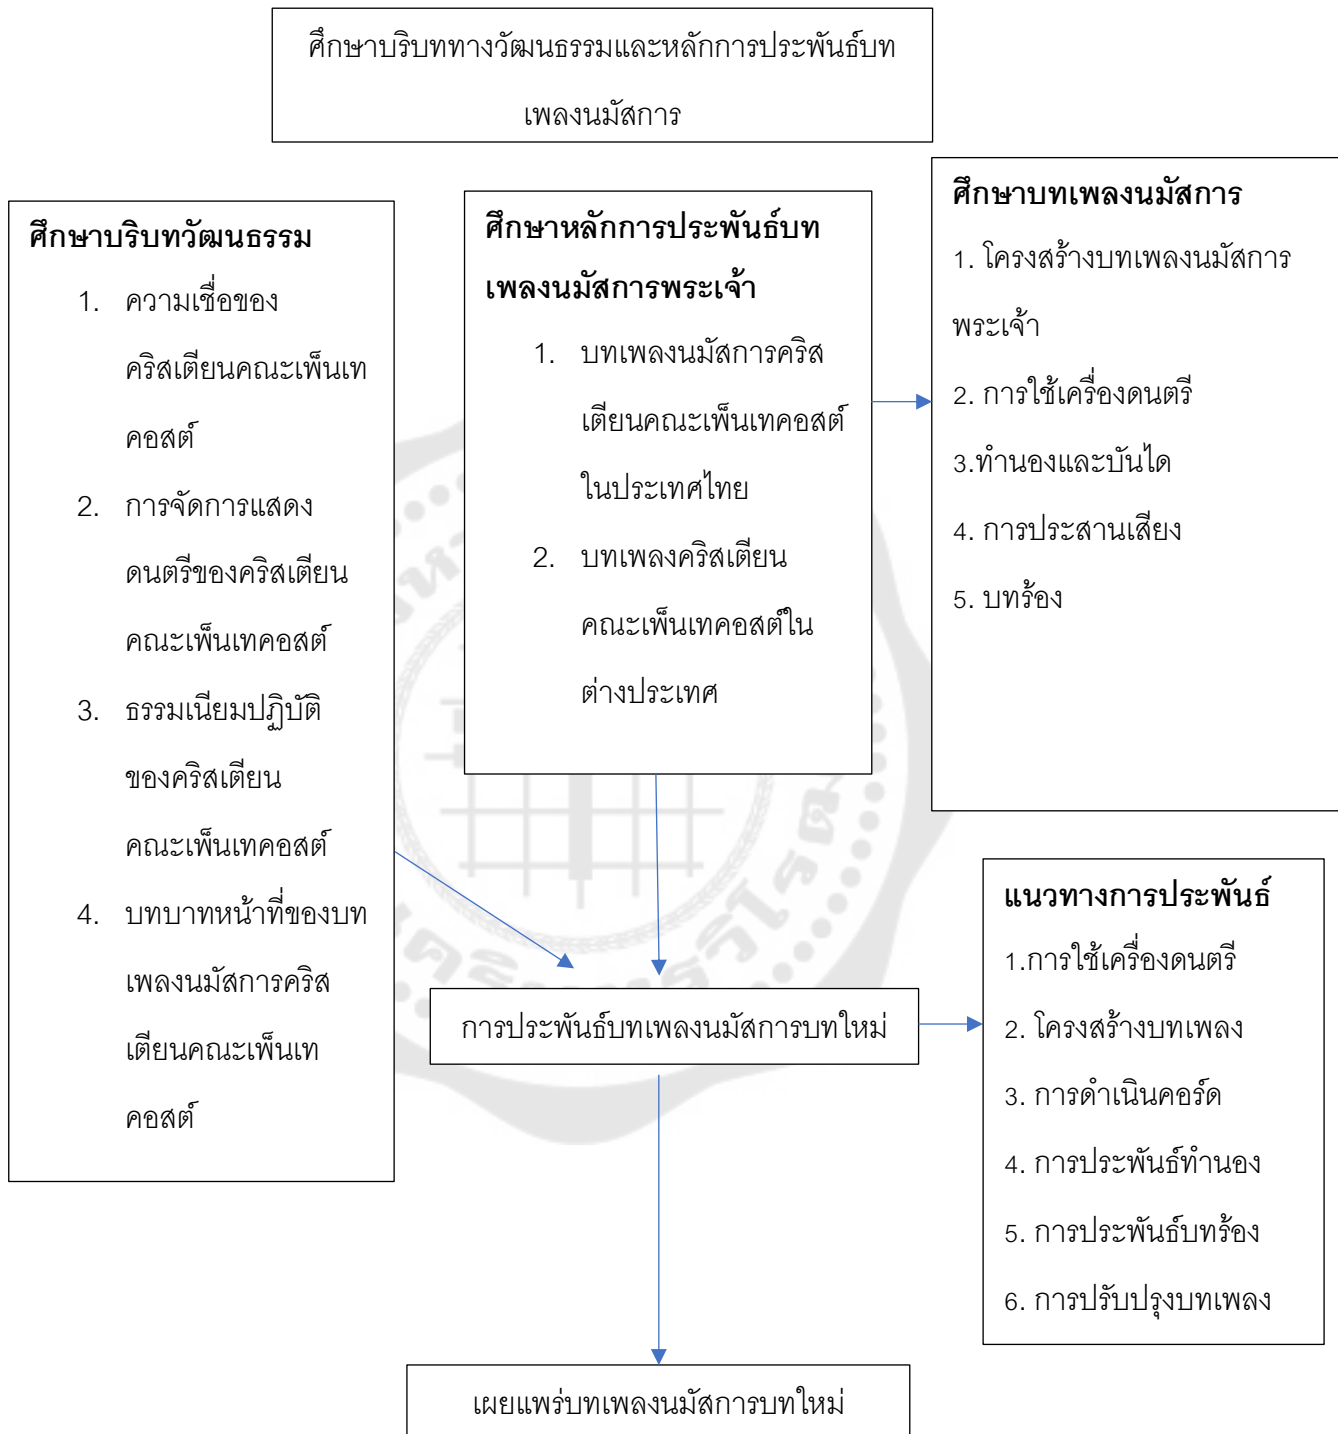 ศึกษาบริบททางวัฒนธรรมและหลักการประพันธ์บท
เพลงนมัสการ
ศึกษาบริบทวัฒนธรรม
1. ความเชื่อของ
คริสเตียนคณะเพ็นเท
คอสต์
2. การจัดการแสดง
ดนตรีของคริสเตียน
คณะเพ็นเทคอสต์
3. ธรรมเนียมปฏิบัติ
ของคริสเตียน
คณะเพ็นเทคอสต์
4. บทบาทหน้าที่ของบท
เพลงนมัสการคริส
เตียนคณะเพ็นเท
คอสต์
ศึกษาหลักการประพันธ์บท
เพลงนมัสการพระเจ้า
1. บทเพลงนมัสการคริส
เตียนคณะเพ็นเทคอสต์
ในประเทศไทย
2. บทเพลงคริสเตียน
คณะเพ็นเทคอสต์ใน
ต่างประเทศ
ศึกษาบทเพลงนมัสการ
1. โครงสร้างบทเพลงนมัสการ
พระเจ้า
2. การใช้เครื่องดนตรี
3.ทำนองและบันได
4. การประสานเสียง
5. บทร้อง
การประพันธ์บทเพลงนมัสการบทใหม่
แนวทางการประพันธ์
1.การใช้เครื่องดนตรี
2. โครงสร้างบทเพลง
3. การดำเนินคอร์ด
4. การประพันธ์ทำนอง
5. การประพันธ์บทร้อง
6. การปรับปรุงบทเพลง
เผยแพร่บทเพลงนมัสการบทใหม่